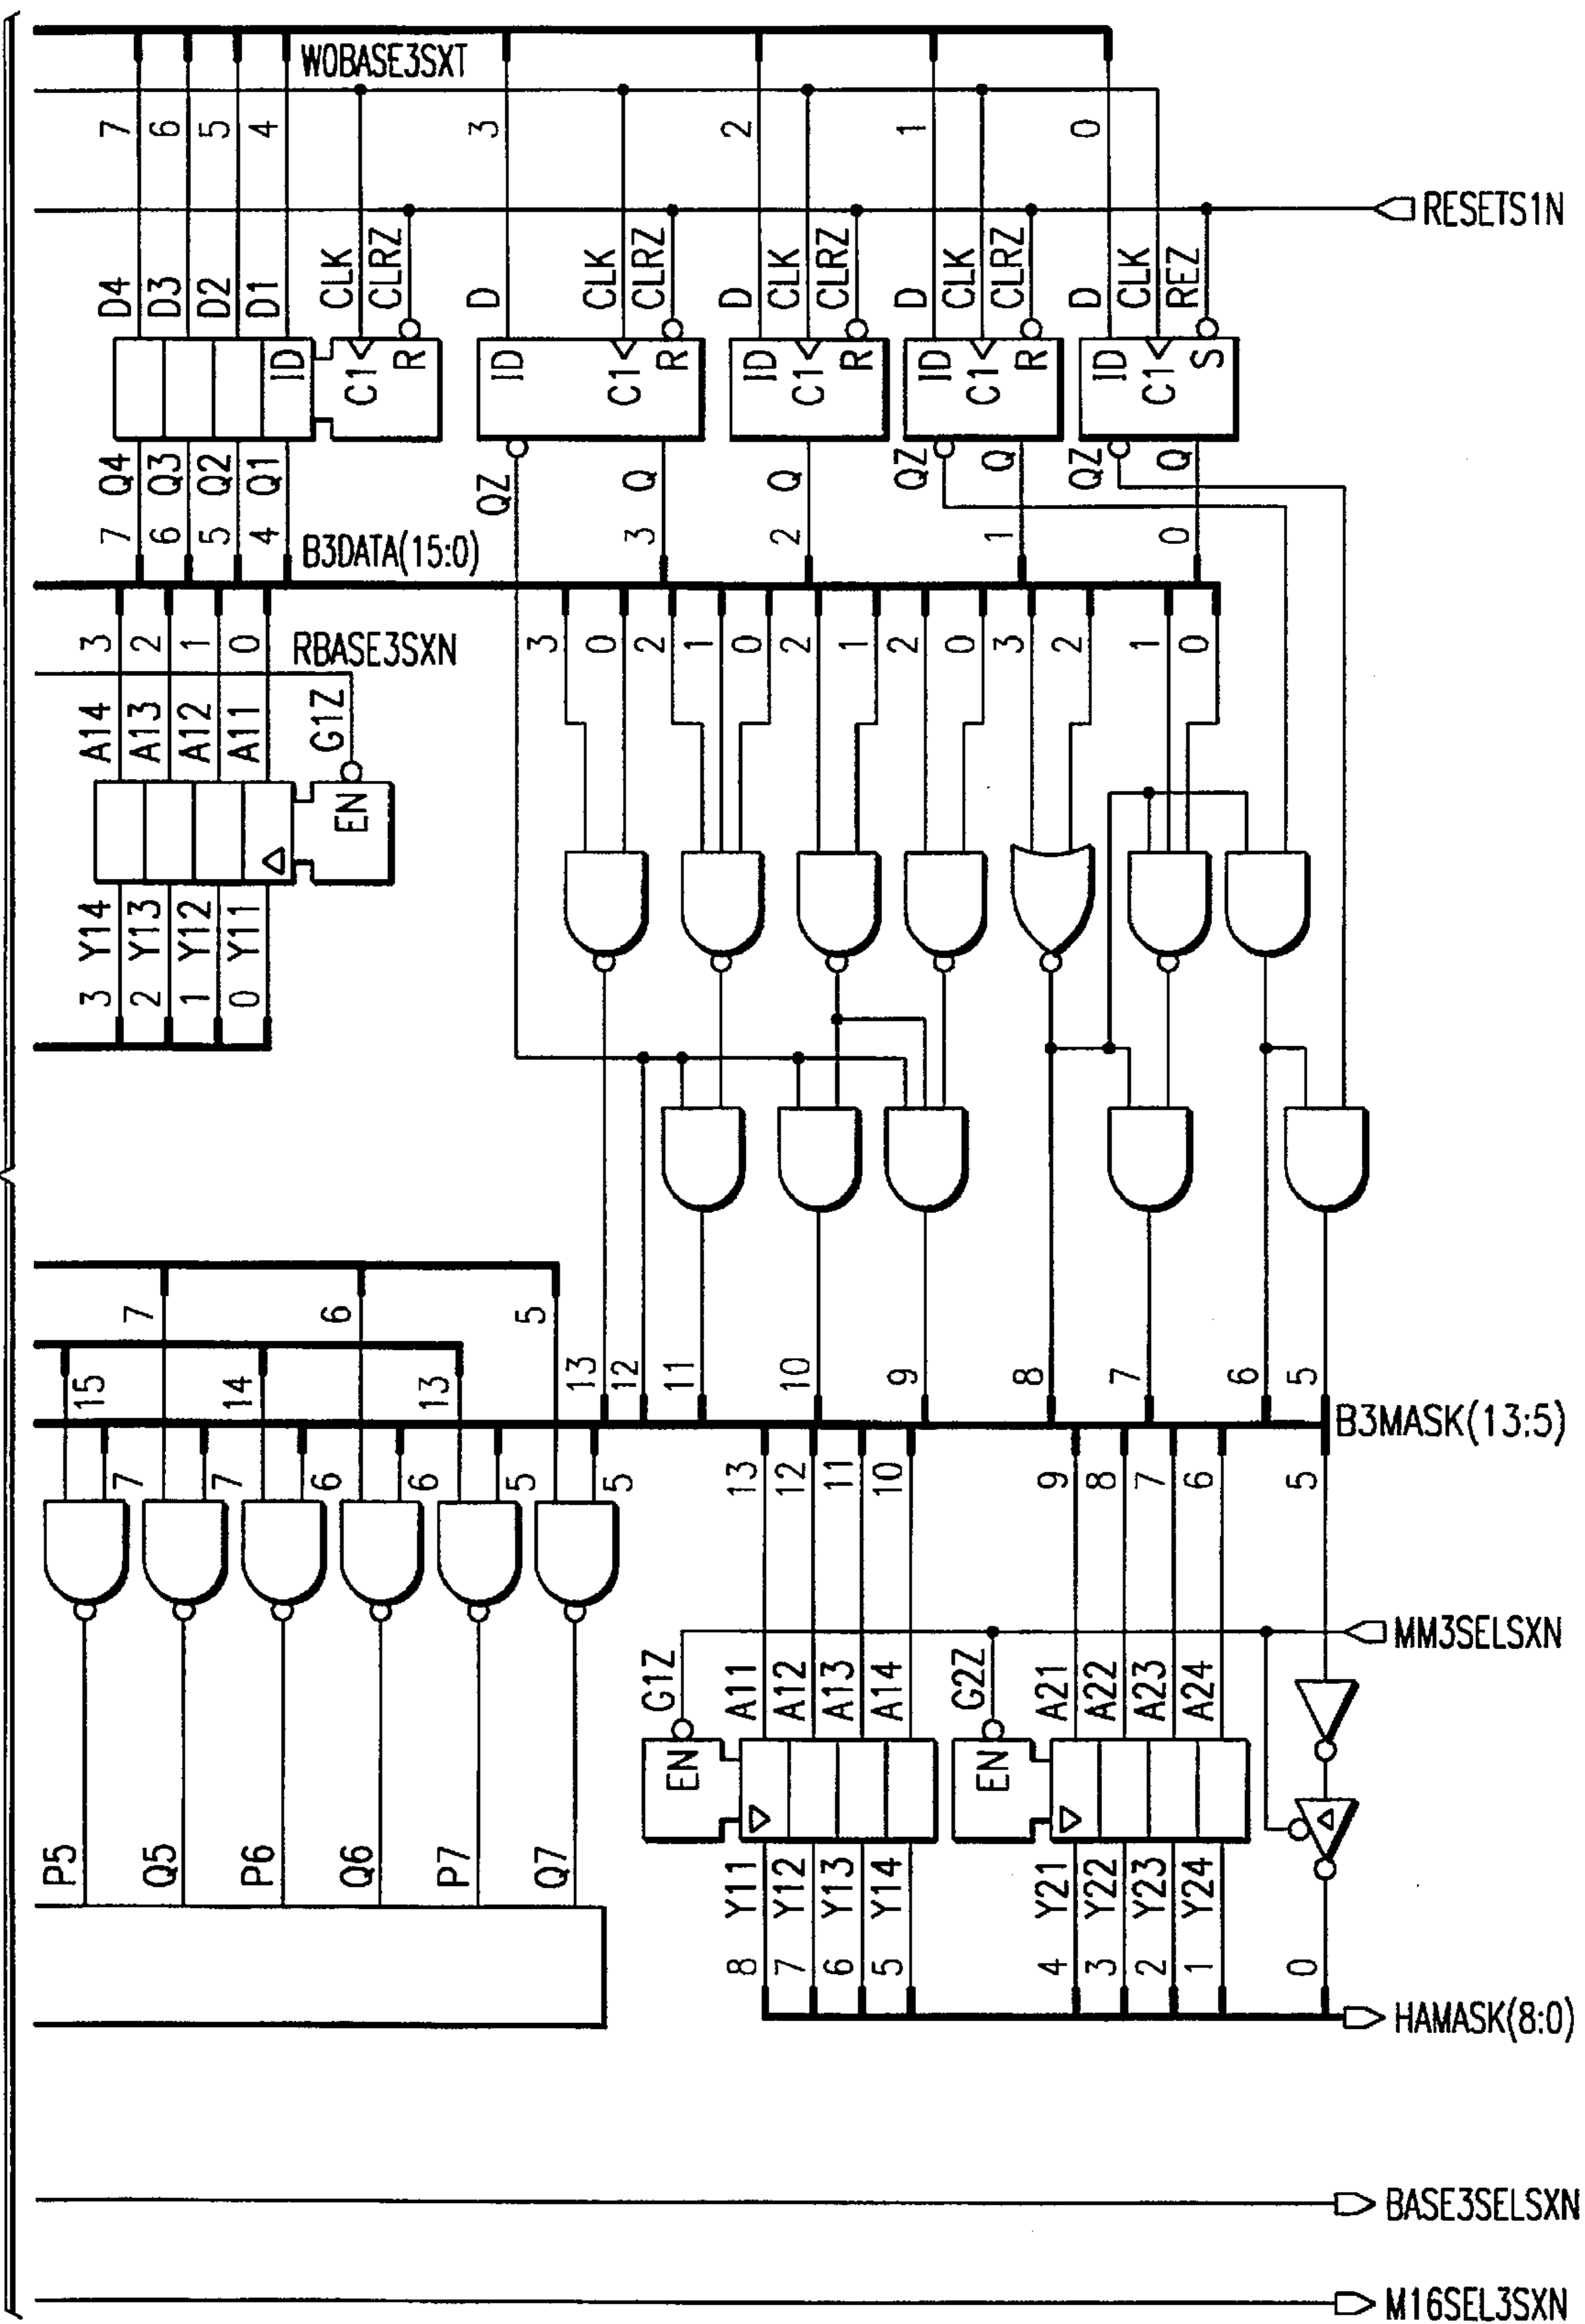 W0BASE3SXT
7 6 5 4 3 2 1 0
RESETS1N
D4 D3 D2 D1 CLK CLRZ D CLK CLRZ D CLK CLRZ D CLK CLRZ D CLK REZ
1D C1 R 1D C1 R 1D C1 R 1D C1 R 1D C1 S
Q4 Q3 Q2 Q1 QZ Q Q QZ Q QZ Q
7 6 5 4 3 2 1 0
B3DATA(15:0)
3 2 1 0 3 0 2 1 0 2 1 2 0 3 2 1 0
RBASE3SXN
A14 A13 A12 A11 G1Z
EN
Y14 Y13 Y12 Y11
3 2 1 0
7 6 5
15 14 13
13 12 11 10 9 8 7 6 5
B3MASK(13:5)
7 7 6 6 5 5 13 12 11 10 9 8 7 6 5
MM3SELSXN
G1Z A11 A12 A13 A14 G2Z A21 A22 A23 A24
EN EN
P5 Q5 P6 Q6 P7 Q7 Y11 Y12 Y13 Y14 Y21 Y22 Y23 Y24
8 7 6 5 4 3 2 1 0
HAMASK(8:0)
BASE3SELSXN
M16SEL3SXN